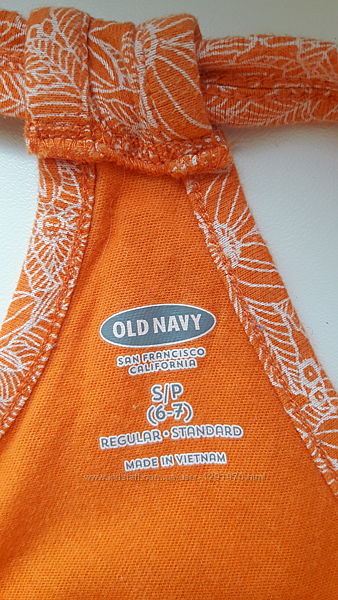 OLD NAVY
SAN FRANCISCO
CALIFORNIA
S/P
(6-7)
REGULAR • STANDARD
MADE IN VIETNAM